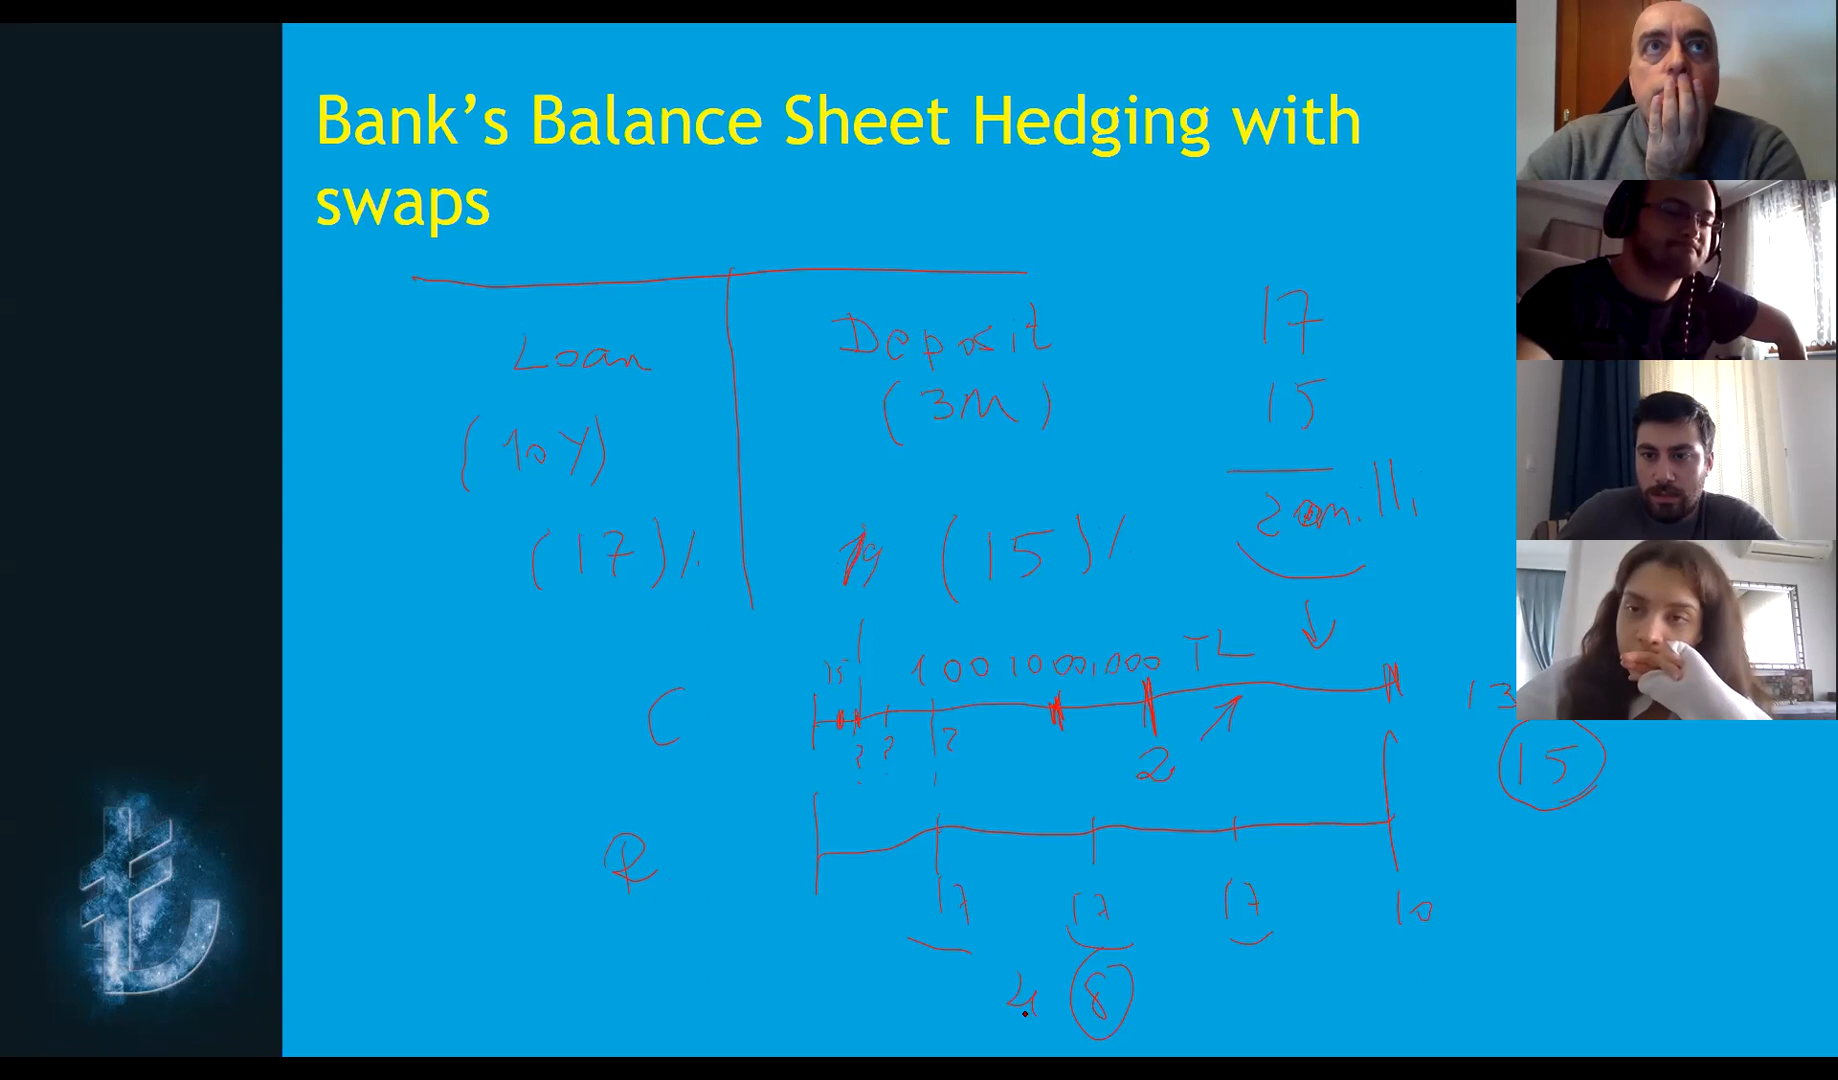 Bank’s Balance Sheet Hedging with
swaps
Loan
(10Y)
(17)%
Deposit
(3M)
(15)%
17
15
2 mill.
15
100,000,000 TL
C
? ? ?
2
13
15
R
17 17 17 10
4 8